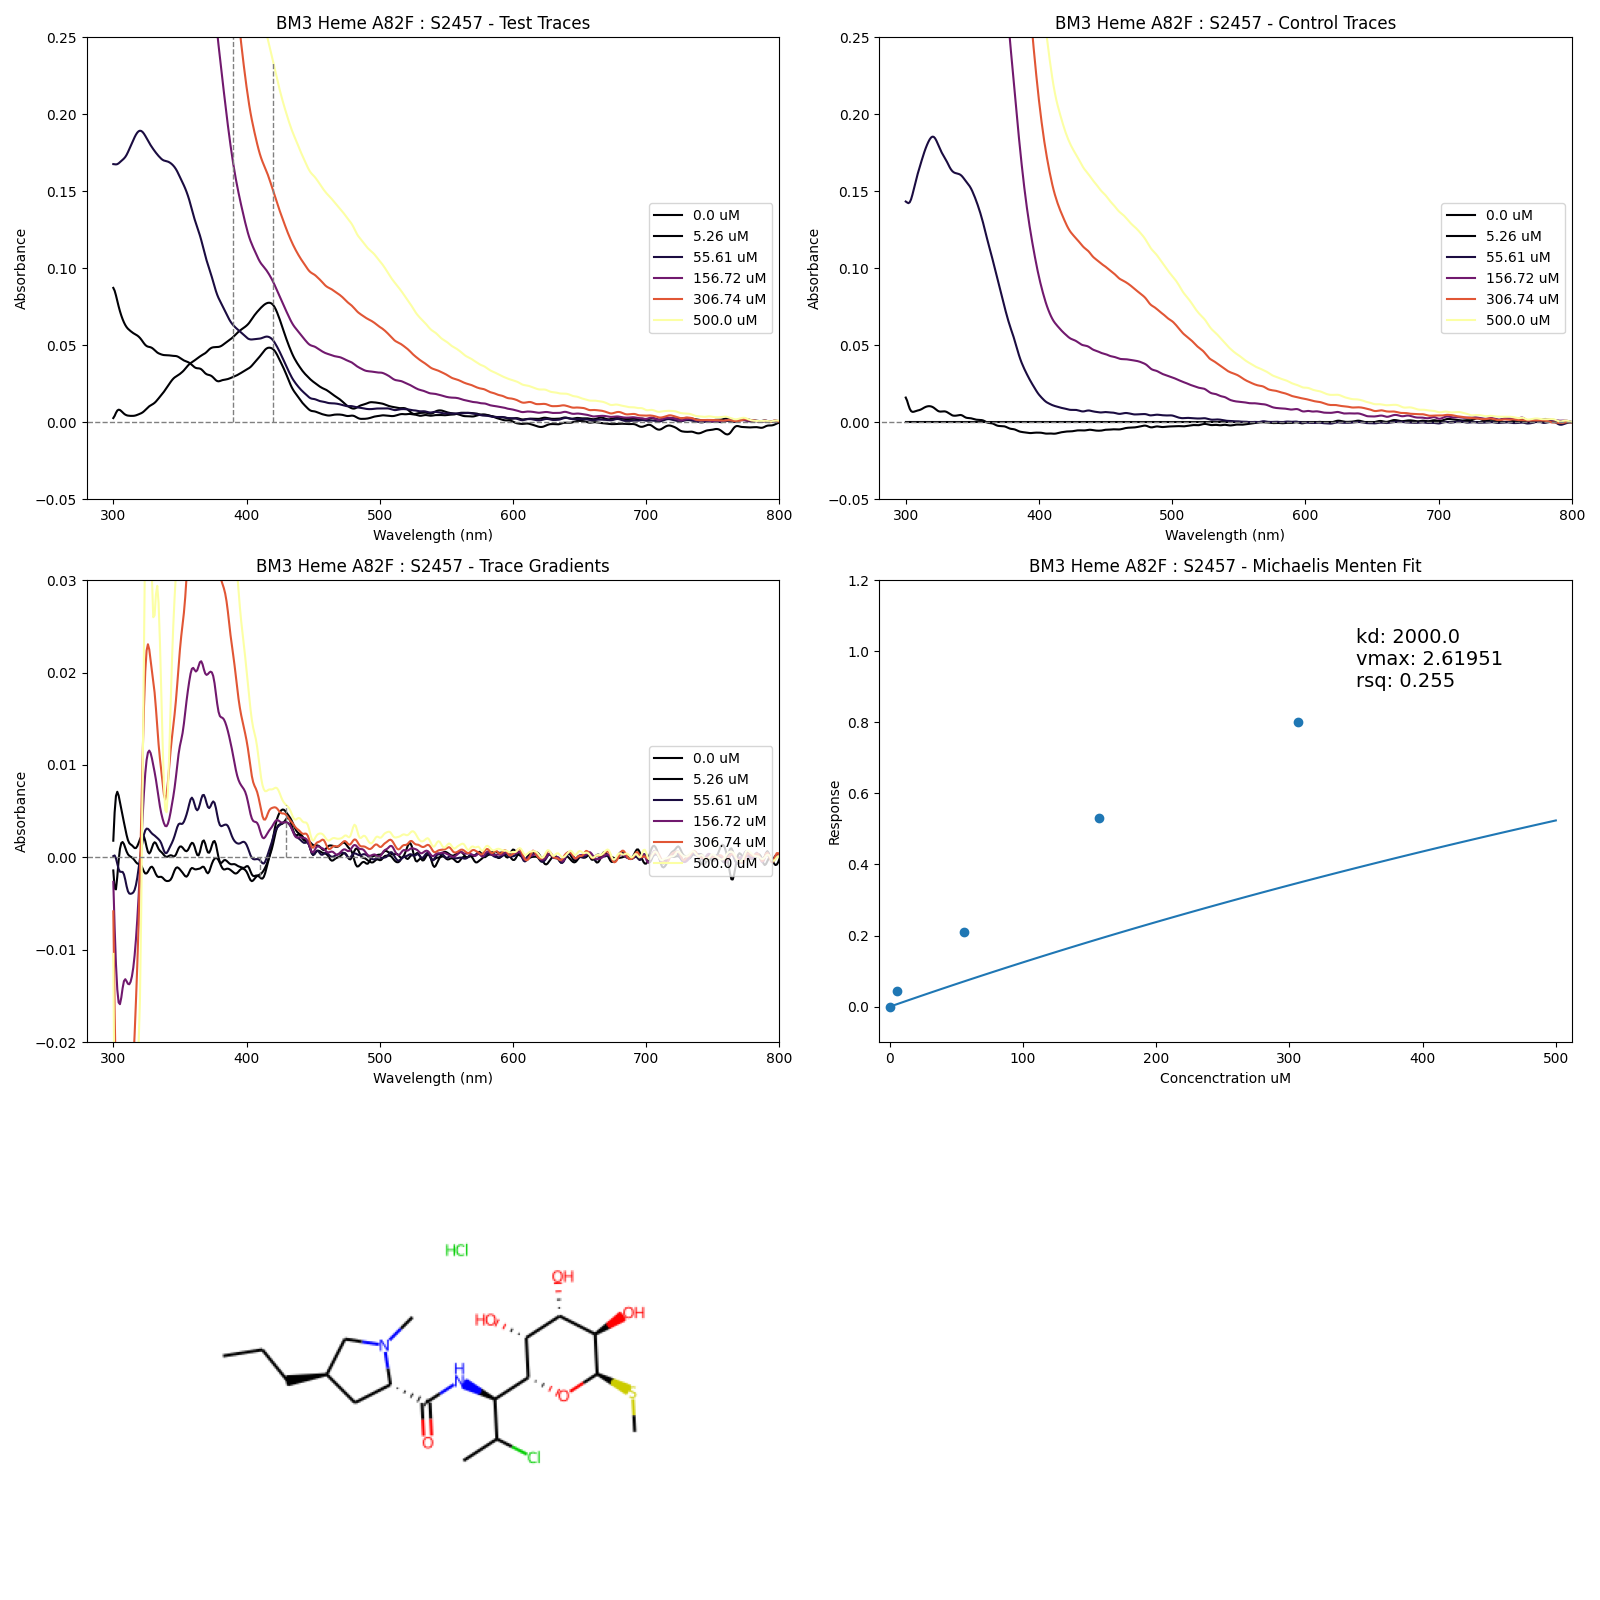 BM3 Heme A82F : S2457 - Test Traces
0.25
0.20
0.15
0.10
0.05
0.00
−0.05
Absorbance
300 400 500 600 700 800
Wavelength (nm)
0.0 uM
5.26 uM
55.61 uM
156.72 uM
306.74 uM
500.0 uM
BM3 Heme A82F : S2457 - Control Traces
0.25
0.20
0.15
0.10
0.05
0.00
−0.05
Absorbance
300 400 500 600 700 800
Wavelength (nm)
0.0 uM
5.26 uM
55.61 uM
156.72 uM
306.74 uM
500.0 uM
BM3 Heme A82F : S2457 - Trace Gradients
0.03
0.02
0.01
0.00
−0.01
−0.02
Absorbance
300 400 500 600 700 800
Wavelength (nm)
0.0 uM
5.26 uM
55.61 uM
156.72 uM
306.74 uM
500.0 uM
BM3 Heme A82F : S2457 - Michaelis Menten Fit
1.2
1.0
0.8
0.6
0.4
0.2
0.0
Response
kd: 2000.0
vmax: 2.61951
rsq: 0.255
0 100 200 300 400 500
Concenctration uM
HCl
OH
HO
OH
N
H
N
O
S
O
Cl